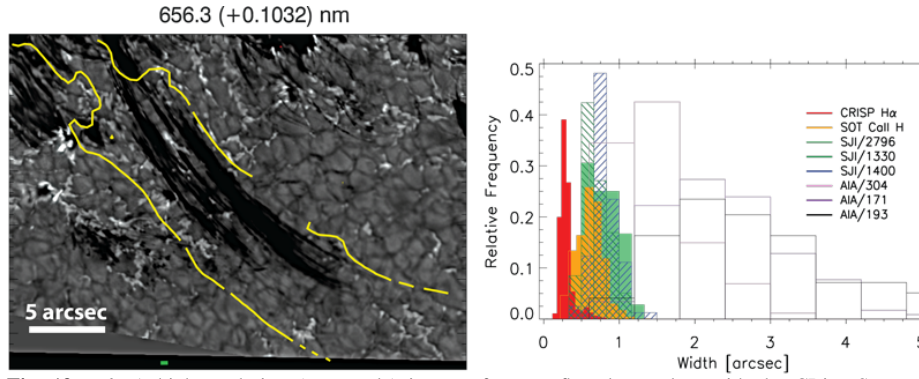 656.3 (+0.1032) nm
5 arcsec
0.5
0.4
0.3
0.2
0.1
0.0
Relative Frequency
CRISP Hα
SOT CaII H
SJI/2796
SJI/1330
SJI/1400
AIA/304
AIA/171
AIA/193
0 1 2 3 4 5
Width [arcsec]